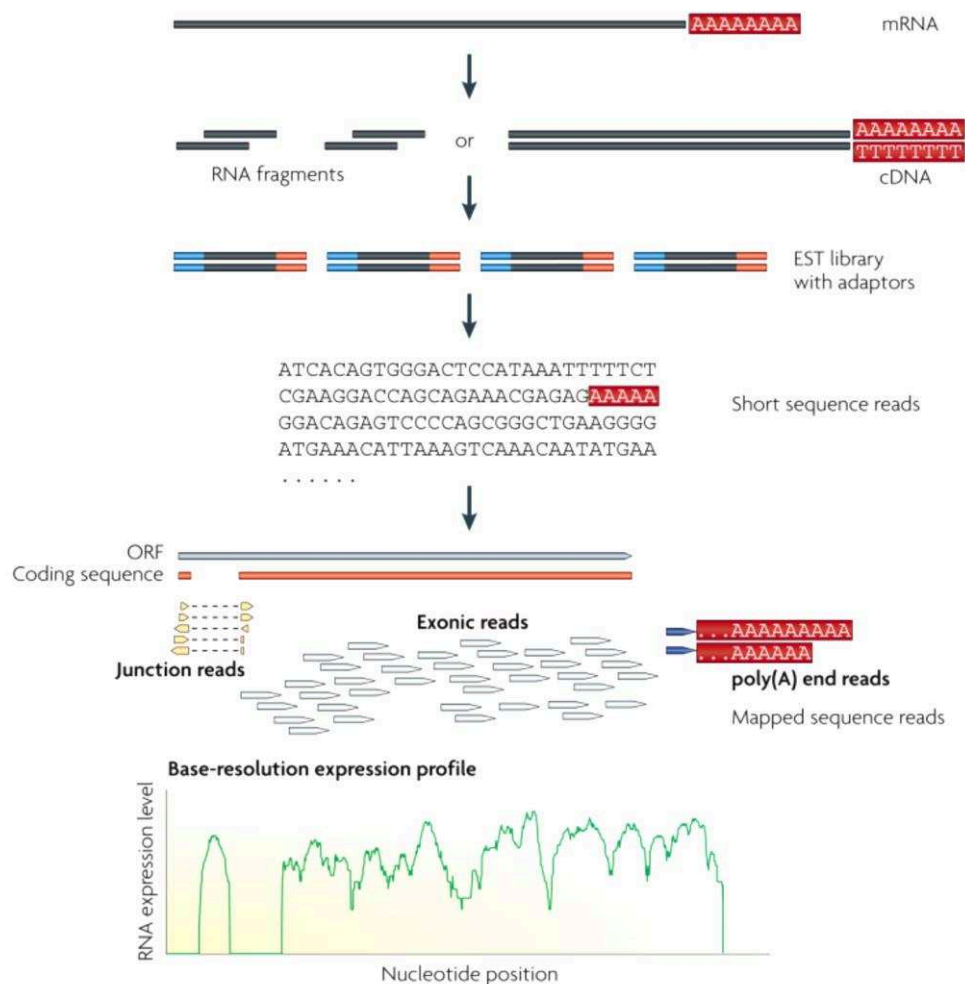 AAAAAAAA
mRNA
AAAAAAAA
or
TTTTTTTT
RNA fragments
cDNA
EST library
with adaptors
ATCACAGTGGGACTCCATAAATTTTTCT
CGAAGGACCAGCAGAAACGAGAGAAAAA
Short sequence reads
GGACAGAGTCCCCAGCGGGCTGAAGGGG
ATGAAACATTAAAGTCAAACAATATGAA
. . . . . .
ORF
Coding sequence
Exonic reads
...AAAAAAAAA
...AAAAAA
Junction reads
poly(A) end reads
Mapped sequence reads
Base-resolution expression profile
RNA expression level
Nucleotide position